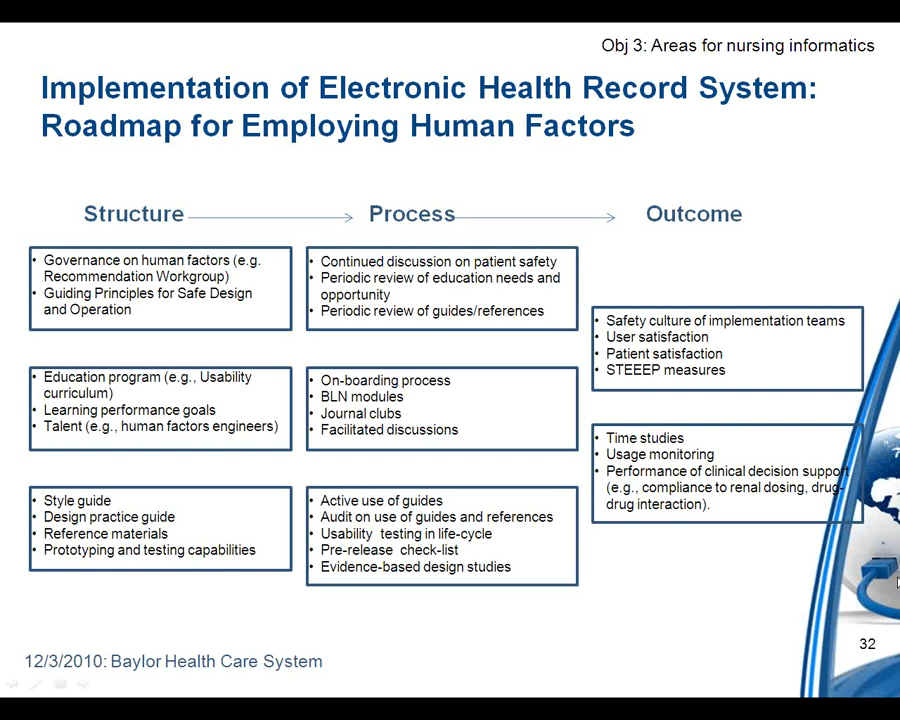 Obj 3: Areas for nursing informatics
Implementation of Electronic Health Record System:
Roadmap for Employing Human Factors
Structure
Process
Outcome
• Governance on human factors (e.g.
Recommendation Workgroup)
• Guiding Principles for Safe Design
and Operation
• Education program (e.g., Usability
curriculum)
• Learning performance goals
• Talent (e.g., human factors engineers)
• Style guide
• Design practice guide
• Reference materials
• Prototyping and testing capabilities
• Continued discussion on patient safety
• Periodic review of education needs and
opportunity
• Periodic review of guides/references
• On-boarding process
• BLN modules
• Journal clubs
• Facilitated discussions
• Active use of guides
• Audit on use of guides and references
• Usability  testing in life-cycle
• Pre-release  check-list
• Evidence-based design studies
• Safety culture of implementation teams
• User satisfaction
• Patient satisfaction
• STEEEP measures
• Time studies
• Usage monitoring
• Performance of clinical decision support
(e.g., compliance to renal dosing, drug-
drug interaction).
32
12/3/2010: Baylor Health Care System